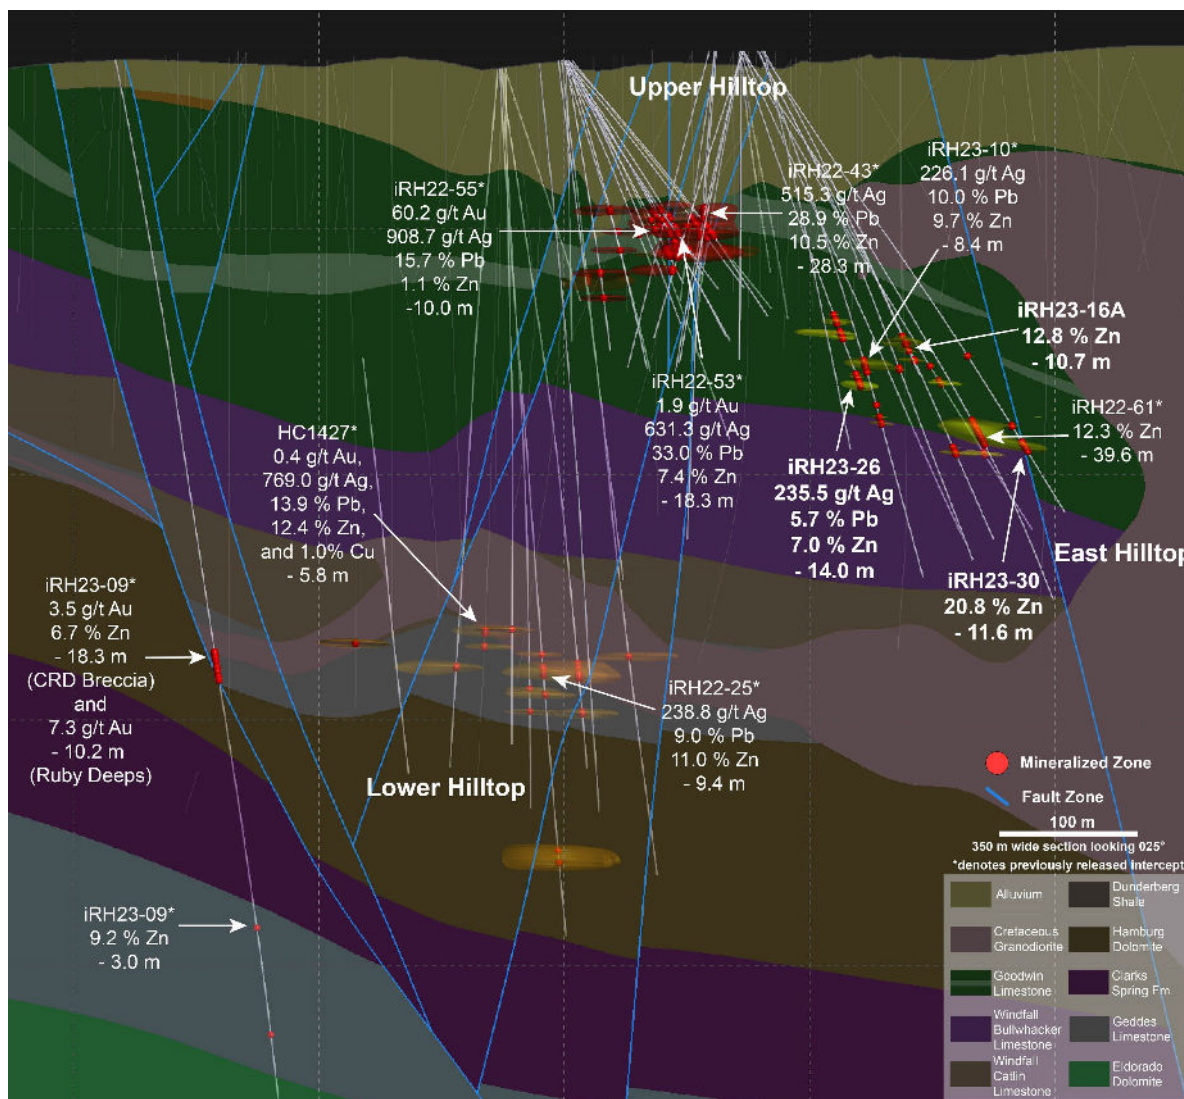 Upper Hilltop
iRH22-55*
60.2 g/t Au
908.7 g/t Ag
15.7 % Pb
1.1 % Zn
-10.0 m
iRH22-43*
515.3 g/t Ag
28.9 % Pb
10.5 % Zn
- 28.3 m
iRH23-10*
226.1 g/t Ag
10.0 % Pb
9.7 % Zn
- 8.4 m
iRH23-16A
12.8 % Zn
- 10.7 m
iRH22-61*
12.3 % Zn
- 39.6 m
iRH22-53*
1.9 g/t Au
631.3 g/t Ag
33.0 % Pb
7.4 % Zn
- 18.3 m
iRH23-26
235.5 g/t Ag
5.7 % Pb
7.0 % Zn
- 14.0 m
East Hilltop
iRH23-30
20.8 % Zn
- 11.6 m
HC1427*
0.4 g/t Au,
769.0 g/t Ag,
13.9 % Pb,
12.4 % Zn,
and 1.0% Cu
- 5.8 m
iRH23-09*
3.5 g/t Au
6.7 % Zn
- 18.3 m
(CRD Breccia)
and
7.3 g/t Au
- 10.2 m
(Ruby Deeps)
iRH22-25*
238.8 g/t Ag
9.0 % Pb
11.0 % Zn
- 9.4 m
Lower Hilltop
iRH23-09*
9.2 % Zn
- 3.0 m
Mineralized Zone
Fault Zone
100 m
350 m wide section looking 025°
*denotes previously released intercept
Alluvium
Dunderberg
Shale
Cretaceous
Granodiorite
Hamburg
Dolomite
Goodwin
Limestone
Clarks
Spring Fm
Windfall
Bullwhacker
Limestone
Geddes
Limestone
Windfall
Catlin
Limestone
Eldorado
Dolomite